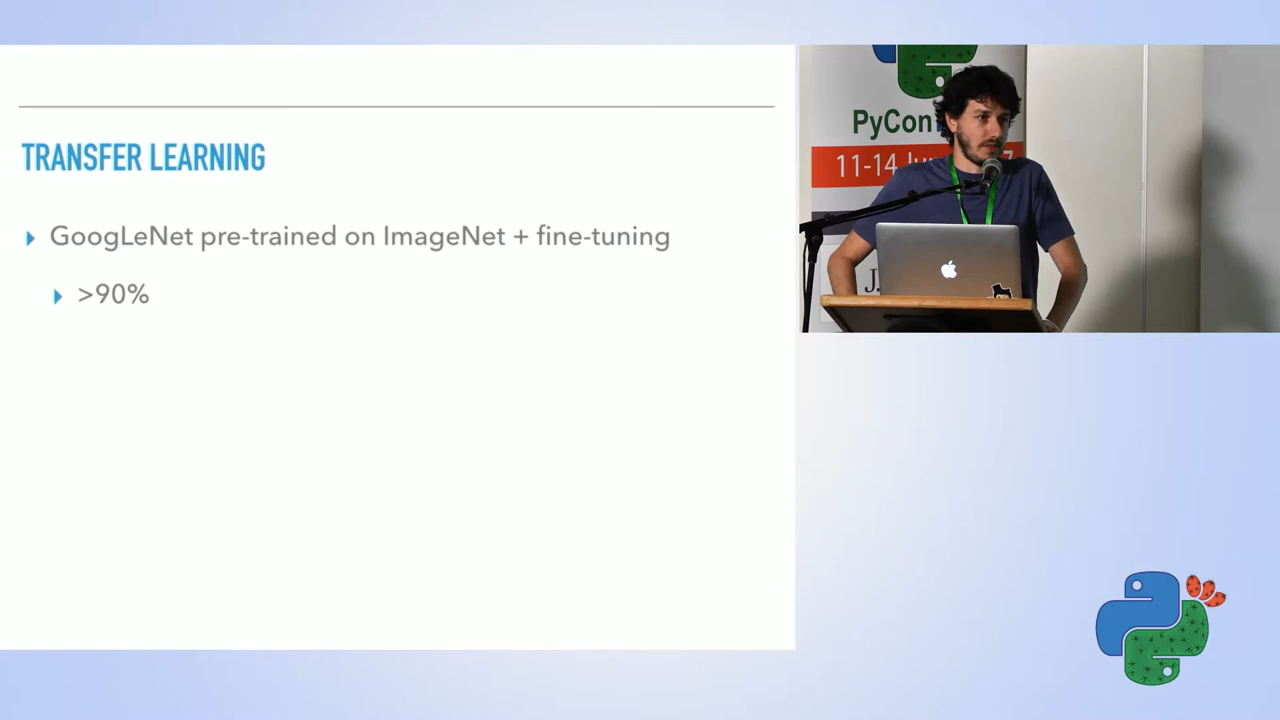 TRANSFER LEARNING
GoogLeNet pre-trained on ImageNet + fine-tuning
>90%
PyCon
11-14
J.